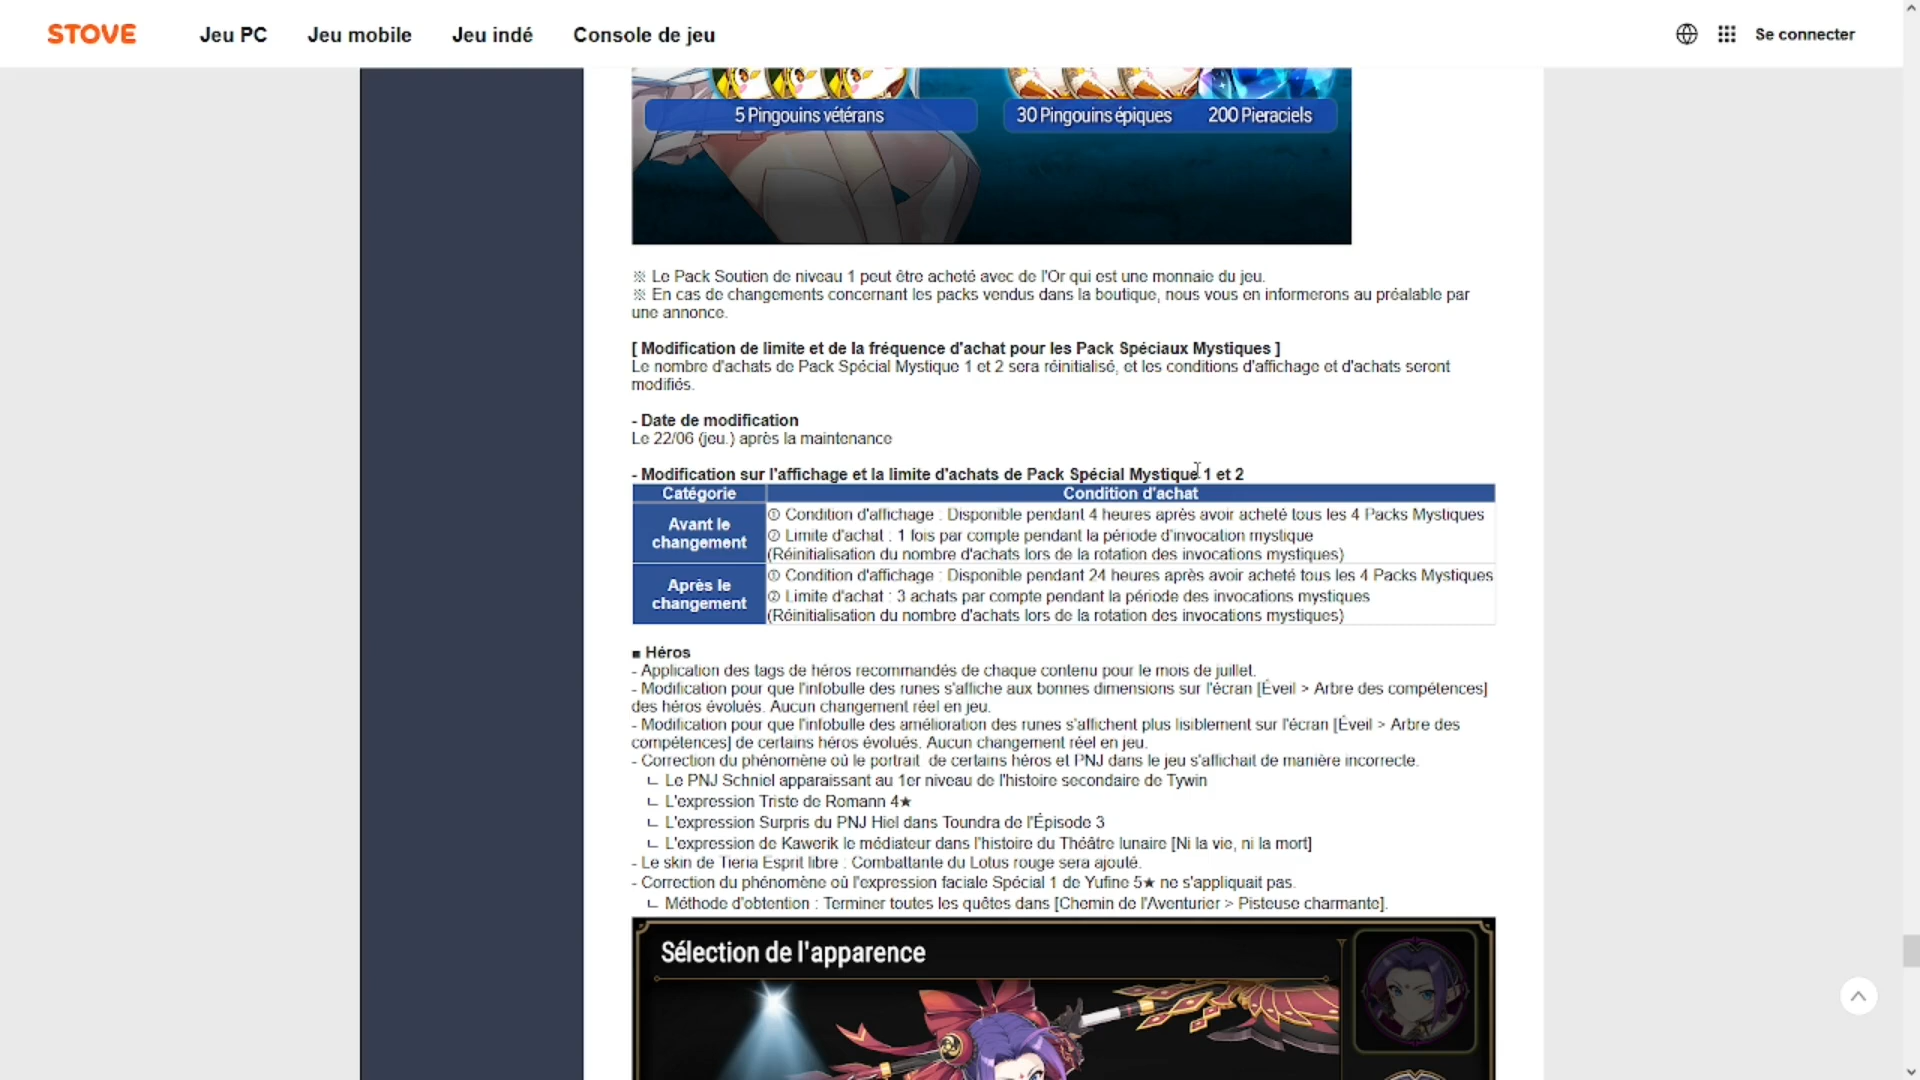 STOVE Jeu PC Jeu mobile Jeu indé Console de jeu Se connecter
5 Pingouins vétérans 30 Pingouins épiques 200 Pieraciels
※ Le Pack Soutien de niveau 1 peut être acheté avec de l'Or qui est une monnaie du jeu.
※ En cas de changements concernant les packs vendus dans la boutique, nous vous en informerons au préalable par
une annonce.
[ Modification de limite et de la fréquence d'achat pour les Pack Spéciaux Mystiques ]
Le nombre d'achats de Pack Spécial Mystique 1 et 2 sera réinitialisé, et les conditions d'affichage et d'achats seront
modifiés.
- Date de modification
Le 22/06 (jeu.) après la maintenance
- Modification sur l'affichage et la limite d'achats de Pack Spécial Mystique 1 et 2
Catégorie Condition d'achat
Avant le
changement
① Condition d'affichage : Disponible pendant 4 heures après avoir acheté tous les 4 Packs Mystiques
② Limite d'achat : 1 fois par compte pendant la période d'invocation mystique
(Réinitialisation du nombre d'achats lors de la rotation des invocations mystiques)
Après le
changement
① Condition d'affichage : Disponible pendant 24 heures après avoir acheté tous les 4 Packs Mystiques
② Limite d'achat : 3 achats par compte pendant la période des invocations mystiques
(Réinitialisation du nombre d'achats lors de la rotation des invocations mystiques)
■ Héros
- Application des tags de héros recommandés de chaque contenu pour le mois de juillet.
- Modification pour que l'infobulle des runes s'affiche aux bonnes dimensions sur l'écran [Éveil > Arbre des compétences]
des héros évolués. Aucun changement réel en jeu.
- Modification pour que l'infobulle des amélioration des runes s'affichent plus lisiblement sur l'écran [Éveil > Arbre des
compétences] de certains héros évolués. Aucun changement réel en jeu.
- Correction du phénomène où le portrait de certains héros et PNJ dans le jeu s'affichait de manière incorrecte.
ㄴ Le PNJ Schniel apparaissant au 1er niveau de l'histoire secondaire de Tywin
ㄴ L'expression Triste de Romann 4★
ㄴ L'expression Surpris du PNJ Hiel dans Toundra de l'Épisode 3
ㄴ L'expression de Kawerik le médiateur dans l'histoire du Théâtre lunaire [Ni la vie, ni la mort]
- Le skin de Tieria Esprit libre : Combattante du Lotus rouge sera ajouté.
- Correction du phénomène où l'expression faciale Spécial 1 de Yufine 5★ ne s'appliquait pas.
ㄴ Méthode d'obtention : Terminer toutes les quêtes dans [Chemin de l'Aventurier > Pisteuse charmante].
Sélection de l'apparence